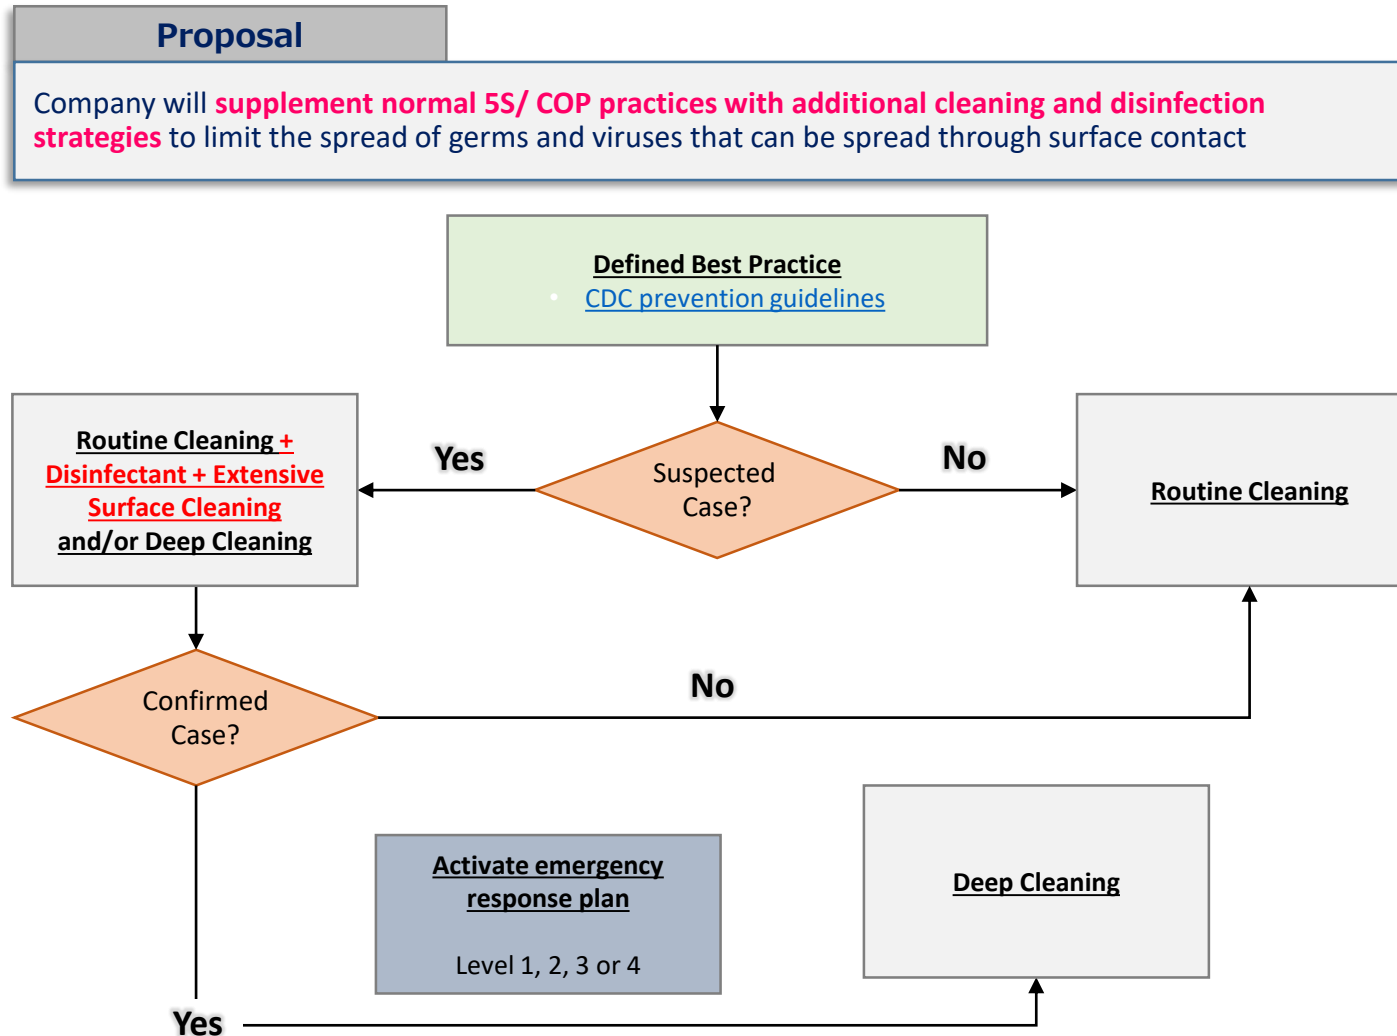 Proposal
Company will supplement normal 5S/ COP practices with additional cleaning and disinfection
strategies to limit the spread of germs and viruses that can be spread through surface contact
Defined Best Practice
• CDC prevention guidelines
Routine Cleaning +
Disinfectant + Extensive
Surface Cleaning
and/or Deep Cleaning
Yes
Suspected
Case?
No
Routine Cleaning
Confirmed
Case?
No
Activate emergency
response plan
Level 1, 2, 3 or 4
Deep Cleaning
Yes